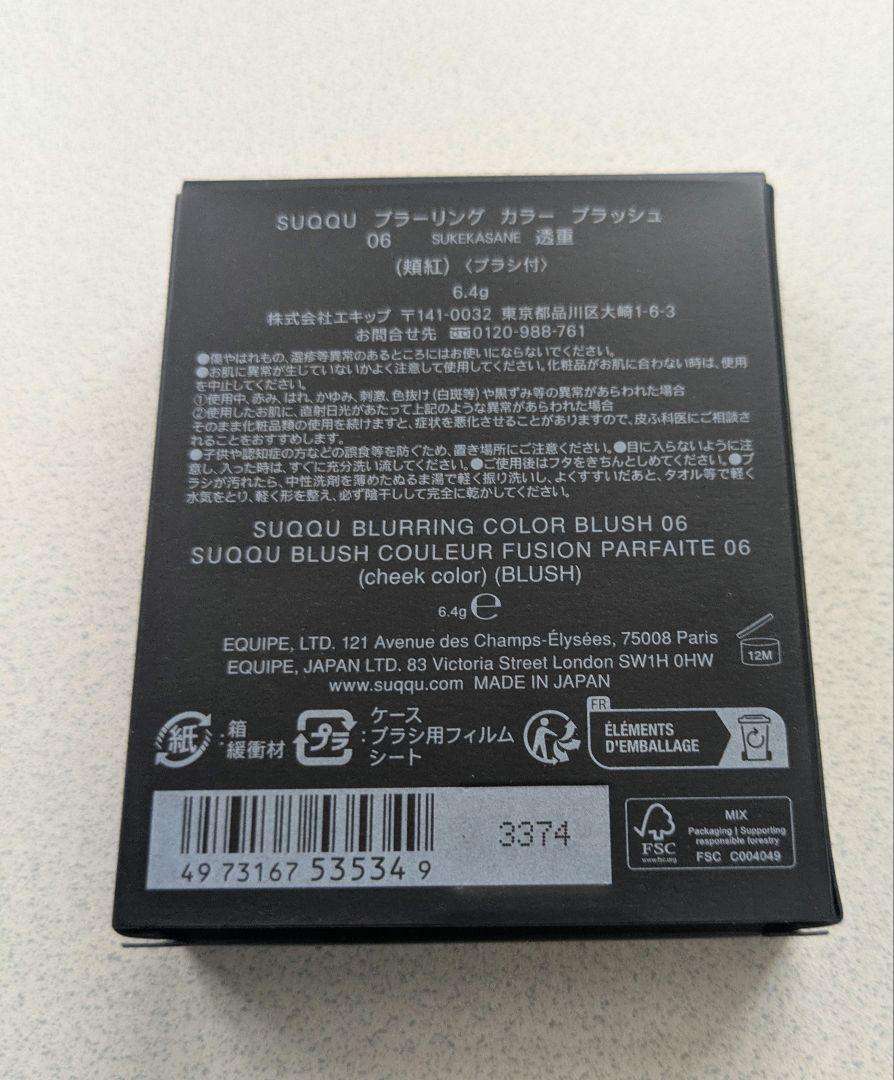 SUQQU ブラーリング カラー ブラッシュ
06 SUKEKASANE 透重
(頬紅)〈ブラシ付〉
6.4g
株式会社エキップ 〒141-0032 東京都品川区大崎1-6-3
お問合せ先 0120-988-761
●傷やはれもの、湿疹等異常のあるところにはお使いにならないでください。
●お肌に異常が生じていないかよく注意して使用してください。化粧品がお肌に合わない時は、使用
を中止してください。
①使用中、赤み、はれ、かゆみ、刺激、色抜け(白斑等)や黒ずみ等の異常があらわれた場合
②使用したお肌に、直射日光があたって上記のような異常があらわれた場合
そのまま化粧品類の使用を続けますと、症状を悪化させることがありますので、皮ふ科医にご相談さ
れることをおすすめします。
●子供や認知症の方などの誤食等を防ぐため、置き場所にご注意ください。●目に入らないように注
意し、入った時は、すぐに充分洗い流してください。●ご使用後はフタをきちんとしめてください。●ブ
ラシが汚れたら、中性洗剤を薄めたぬるま湯で軽く振り洗いし、よくすすいだあと、タオル等で軽く
水気をとり、軽く形を整え、必ず陰干しして完全に乾かしてください。
SUQQU BLURRING COLOR BLUSH 06
SUQQU BLUSH COULEUR FUSION PARFAITE 06
(cheek color) (BLUSH)
6.4g ℮
EQUIPE, LTD. 121 Avenue des Champs-Élysées, 75008 Paris
EQUIPE, JAPAN LTD. 83 Victoria Street London SW1H 0HW
www.suqqu.com MADE IN JAPAN
12M
紙 : 箱
緩衝材
プラ : ケース
ブラシ用フィルム
シート
FR
ÉLÉMENTS
D'EMBALLAGE
49 73167 53534 9
3374
FSC
www.fsc.org
MIX
Packaging | Supporting
responsible forestry
FSC C004049